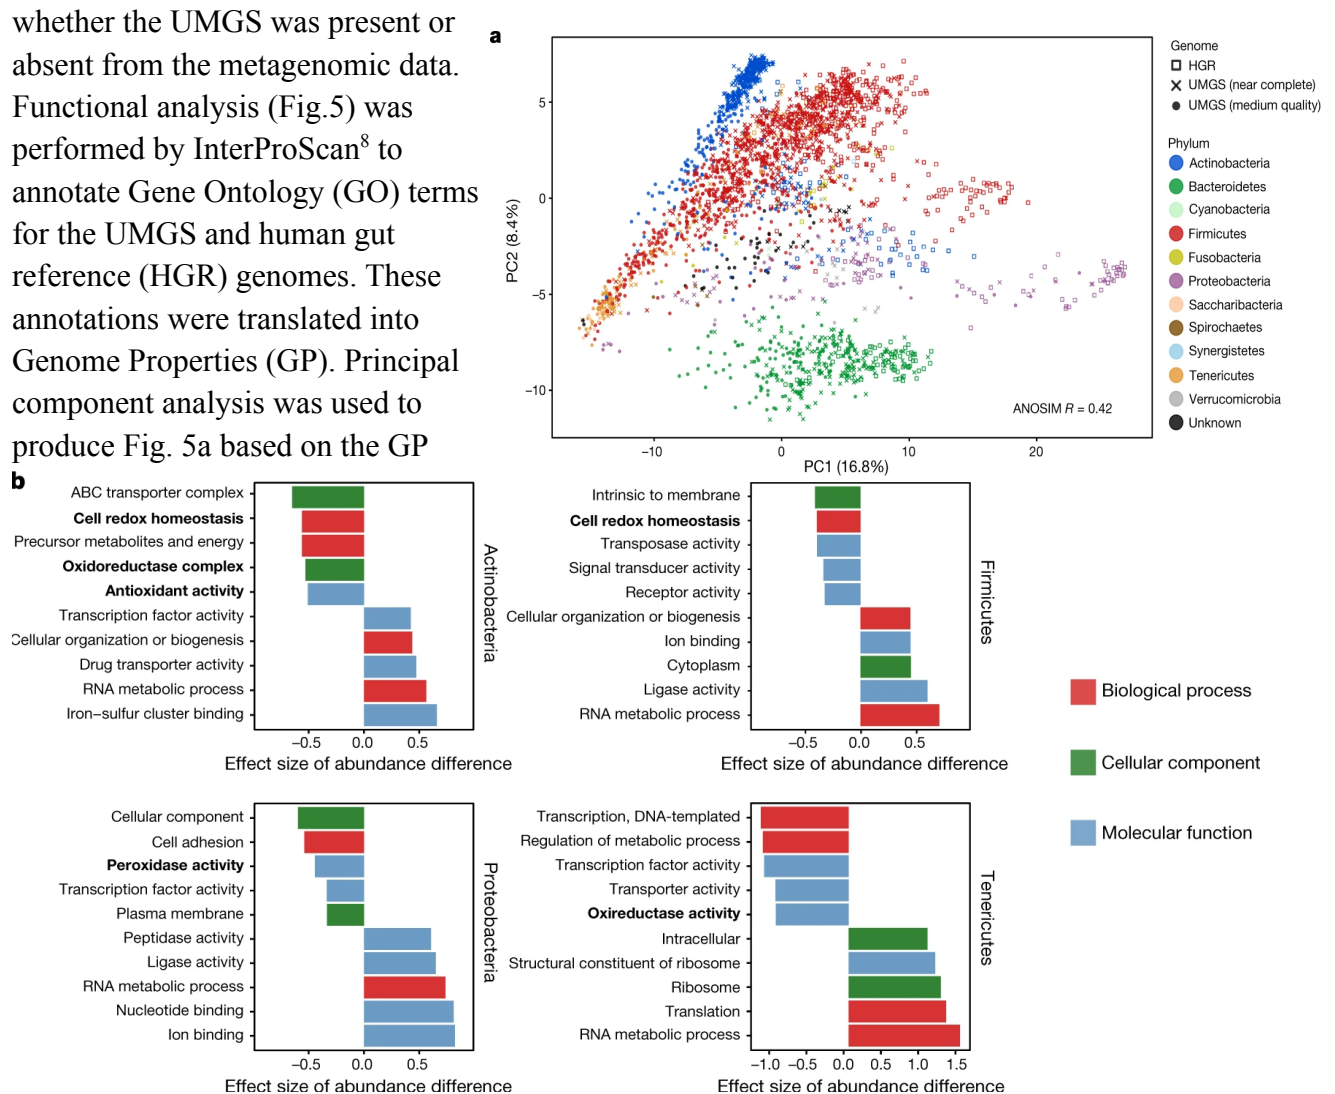 whether the UMGS was present or
absent from the metagenomic data.
Functional analysis (Fig.5) was
performed by InterProScan8 to
annotate Gene Ontology (GO) terms
for the UMGS and human gut
reference (HGR) genomes. These
annotations were translated into
Genome Properties (GP). Principal
component analysis was used to
produce Fig. 5a based on the GP
a
5
0
−5
−10
PC2 (8.4%)
−10
0
10
20
PC1 (16.8%)
ANOSIM R = 0.42
Genome
HGR
UMGS (near complete)
UMGS (medium quality)
Phylum
Actinobacteria
Bacteroidetes
Cyanobacteria
Firmicutes
Fusobacteria
Proteobacteria
Saccharibacteria
Spirochaetes
Synergistetes
Tenericutes
Verrucomicrobia
Unknown
b
ABC transporter complex
Cell redox homeostasis
Precursor metabolites and energy
Oxidoreductase complex
Antioxidant activity
Transcription factor activity
Cellular organization or biogenesis
Drug transporter activity
RNA metabolic process
Iron−sulfur cluster binding
−0.5 0.0 0.5
Effect size of abundance difference
Actinobacteria
Intrinsic to membrane
Cell redox homeostasis
Transposase activity
Signal transducer activity
Receptor activity
Cellular organization or biogenesis
Ion binding
Cytoplasm
Ligase activity
RNA metabolic process
−0.5 0.0 0.5
Effect size of abundance difference
Firmicutes
Cellular component
Cell adhesion
Peroxidase activity
Transcription factor activity
Plasma membrane
Peptidase activity
Ligase activity
RNA metabolic process
Nucleotide binding
Ion binding
−0.5 0.0 0.5
Effect size of abundance difference
Proteobacteria
Transcription, DNA-templated
Regulation of metabolic process
Transcription factor activity
Transporter activity
Oxireductase activity
Intracellular
Structural constituent of ribosome
Ribosome
Translation
RNA metabolic process
−1.0 −0.5 0.0 0.5 1.0 1.5
Effect size of abundance difference
Tenericutes
Biological process
Cellular component
Molecular function